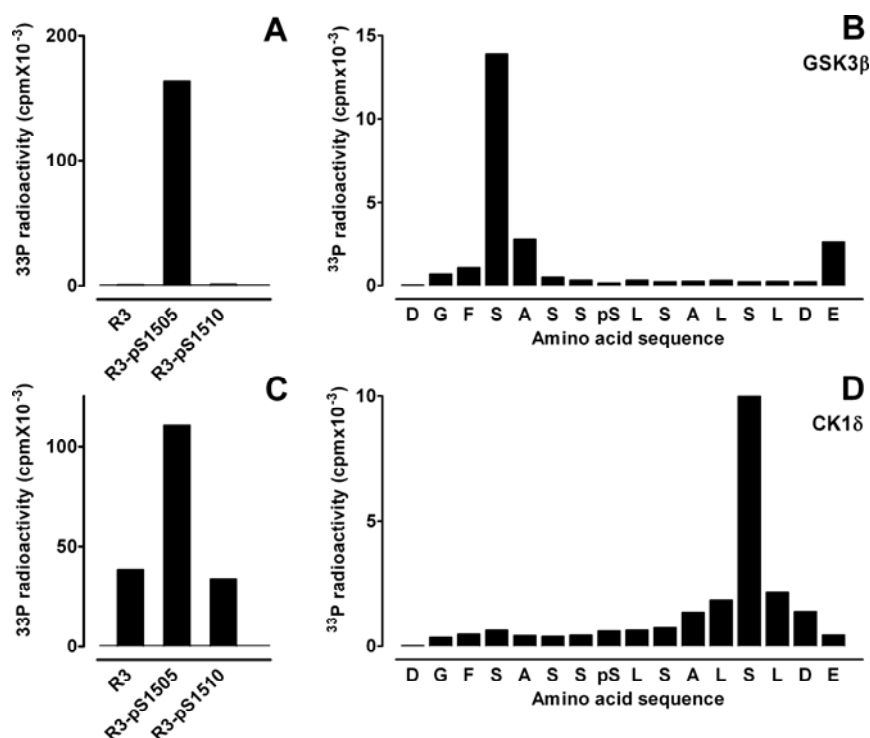 A
200
100
0
³³P radioactivity (cpmX10⁻³)
R3
R3-pS1505
R3-pS1510
B
GSK3β
15
10
5
0
³³P radioactivity (cpmX10⁻³)
D G F S A S S pS L S A L S L D E
Amino acid sequence
C
100
50
0
³³P radioactivity (cpmX10⁻³)
R3
R3-pS1505
R3-pS1510
D
CK1δ
10
5
0
³³P radioactivity (cpmx10⁻³)
D G F S A S S pS L S A L S L D E
Amino acid sequence